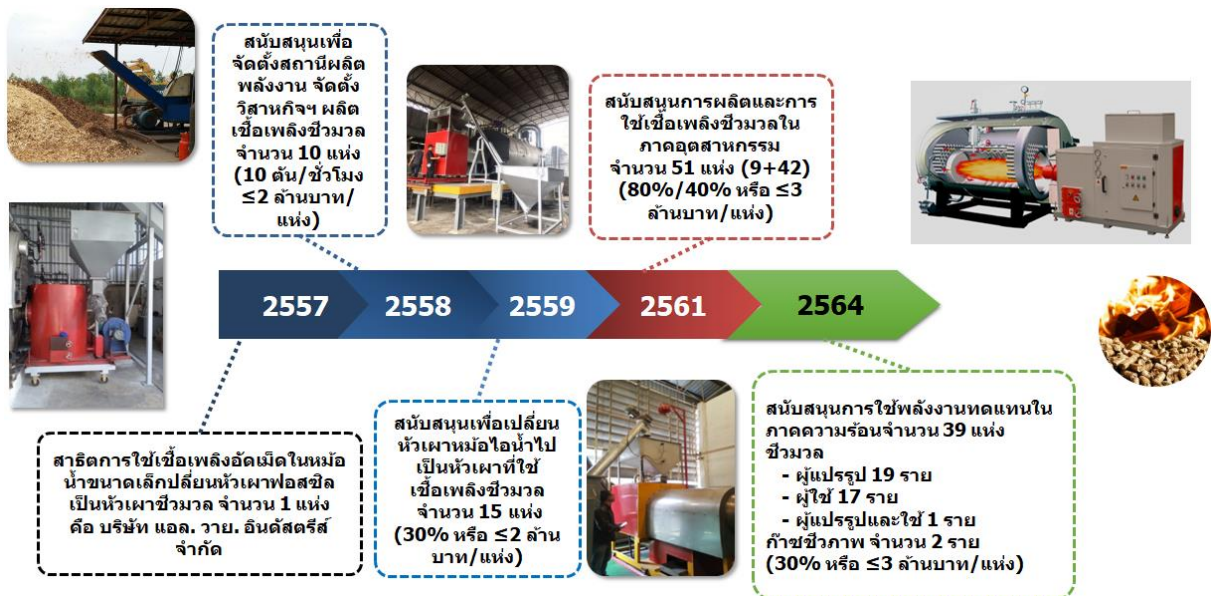 สนับสนุนเพื่อ
จัดตั้งสถานีผลิต
พลังงาน จัดตั้ง
วิสาหกิจฯ ผลิต
เชื้อเพลิงชีวมวล
จำนวน 10 แห่ง
(10 ตัน/ชั่วโมง
≤2 ล้านบาท/
แห่ง)
สนับสนุนการผลิตและการ
ใช้เชื้อเพลิงชีวมวลใน
ภาคอุตสาหกรรม
จำนวน 51 แห่ง (9+42)
(80%/40% หรือ ≤3
ล้านบาท/แห่ง)
2557
2558
2559
2561
2564
สาธิตการใช้เชื้อเพลิงอัดเม็ดในหม้อ
น้ำขนาดเล็กเปลี่ยนหัวเผาฟอสซิล
เป็นหัวเผาชีวมวล จำนวน 1 แห่ง
คือ บริษัท แอล. วาย. อินดัสตรีส์
จำกัด
สนับสนุนเพื่อเปลี่ยน
หัวเผาหม้อไอน้ำไป
เป็นหัวเผาที่ใช้
เชื้อเพลิงชีวมวล
จำนวน 15 แห่ง
(30% หรือ ≤2 ล้าน
บาท/แห่ง)
สนับสนุนการใช้พลังงานทดแทนใน
ภาคความร้อนจำนวน 39 แห่ง
ชีวมวล
- ผู้แปรรูป 19 ราย
- ผู้ใช้ 17 ราย
- ผู้แปรรูปและใช้ 1 ราย
ก๊าซชีวภาพ จำนวน 2 ราย
(30% หรือ ≤3 ล้านบาท/แห่ง)